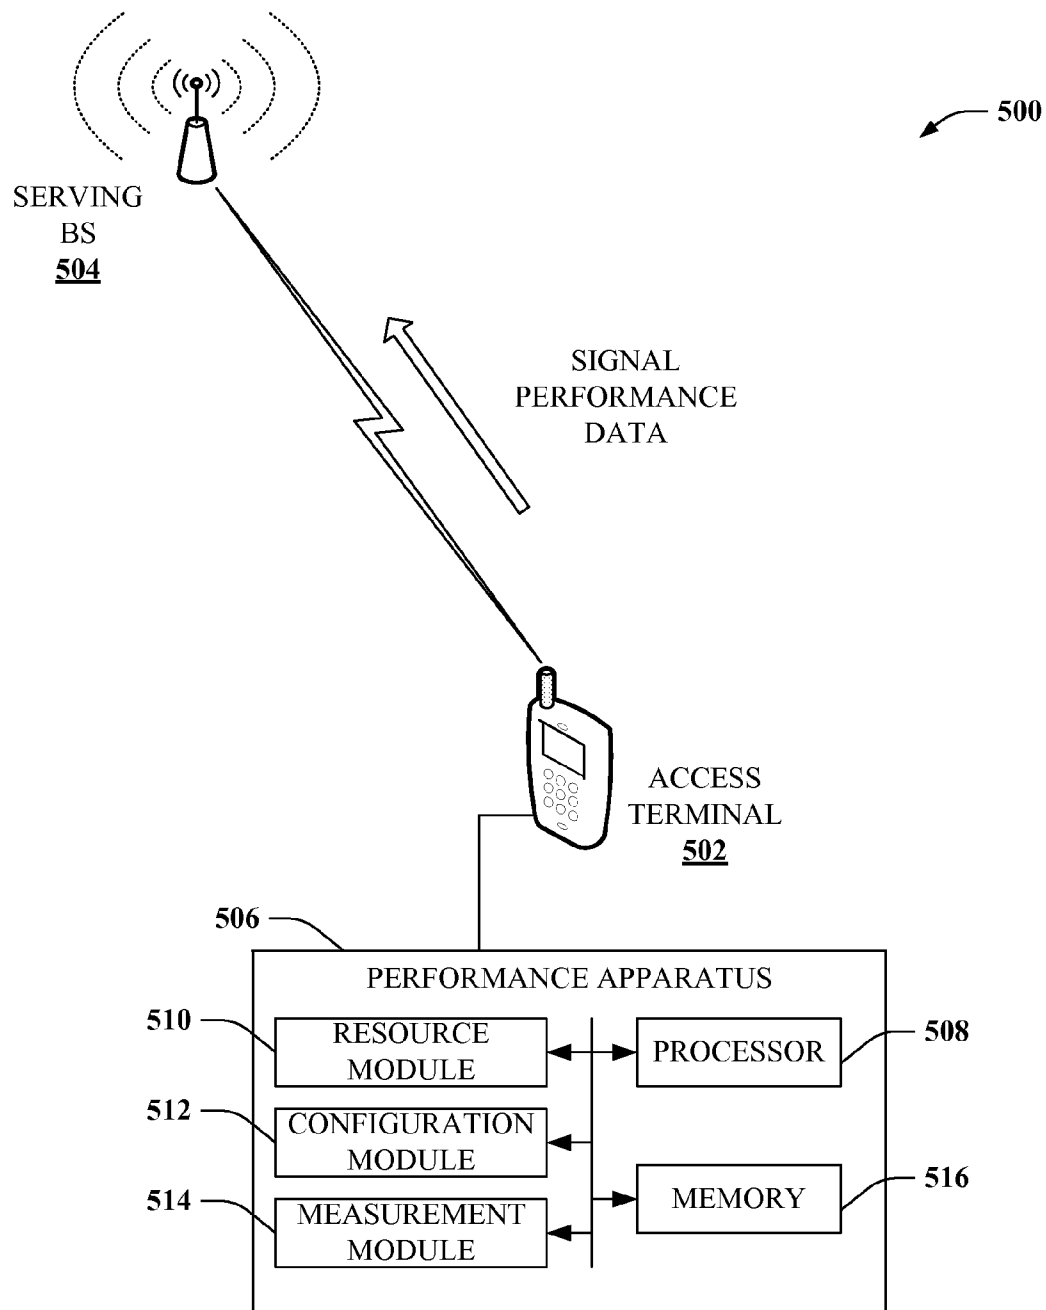 500
SERVING
BS
504
SIGNAL
PERFORMANCE
DATA
ACCESS
TERMINAL
502
506
PERFORMANCE APPARATUS
510
RESOURCE
MODULE
PROCESSOR
508
512
CONFIGURATION
MODULE
514
MEASUREMENT
MODULE
MEMORY
516